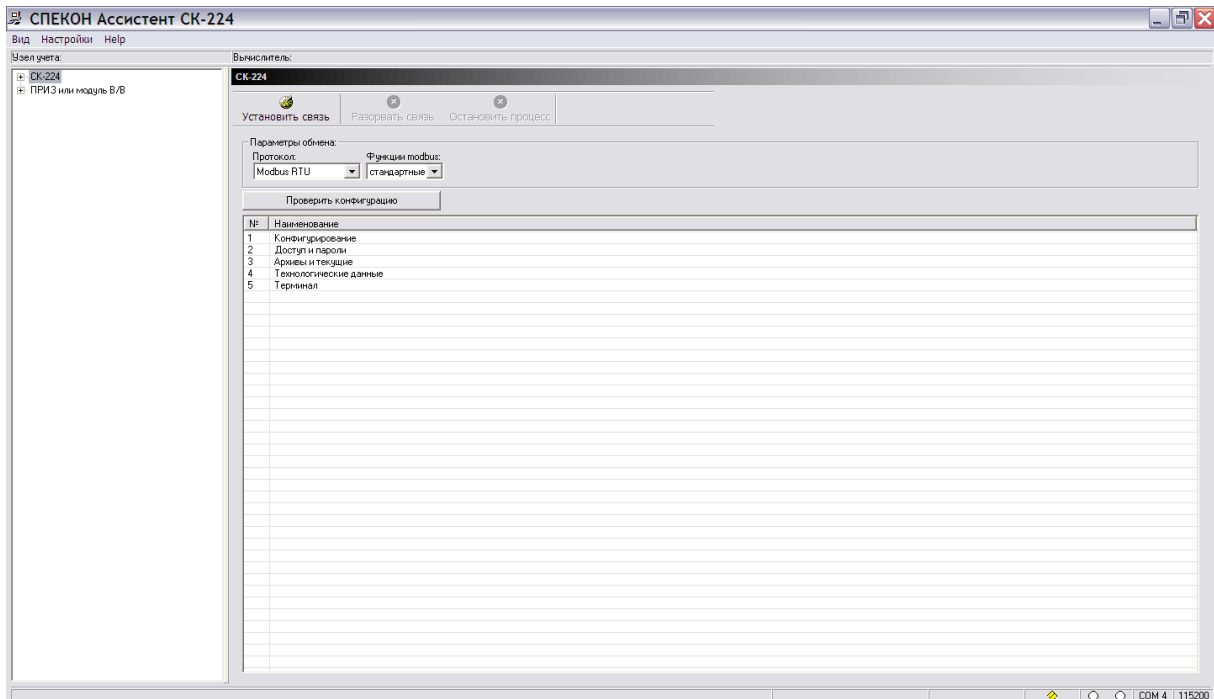 СПЕКОН Ассистент СК-224
Вид Настройки Help
Узел учета:
Вычислитель:
СК-224
ПРИЗ или модуль В/В
СК-224
Установить связь
Разорвать связь
Остановить процесс
Параметры обмена:
Протокол:
Функции modbus:
Modbus RTU
стандартные
Проверить конфигурацию
№ Наименование
1 Конфигурирование
2 Доступ и пароли
3 Архивы и текущие
4 Технологические данные
5 Терминал
COM 4 115200